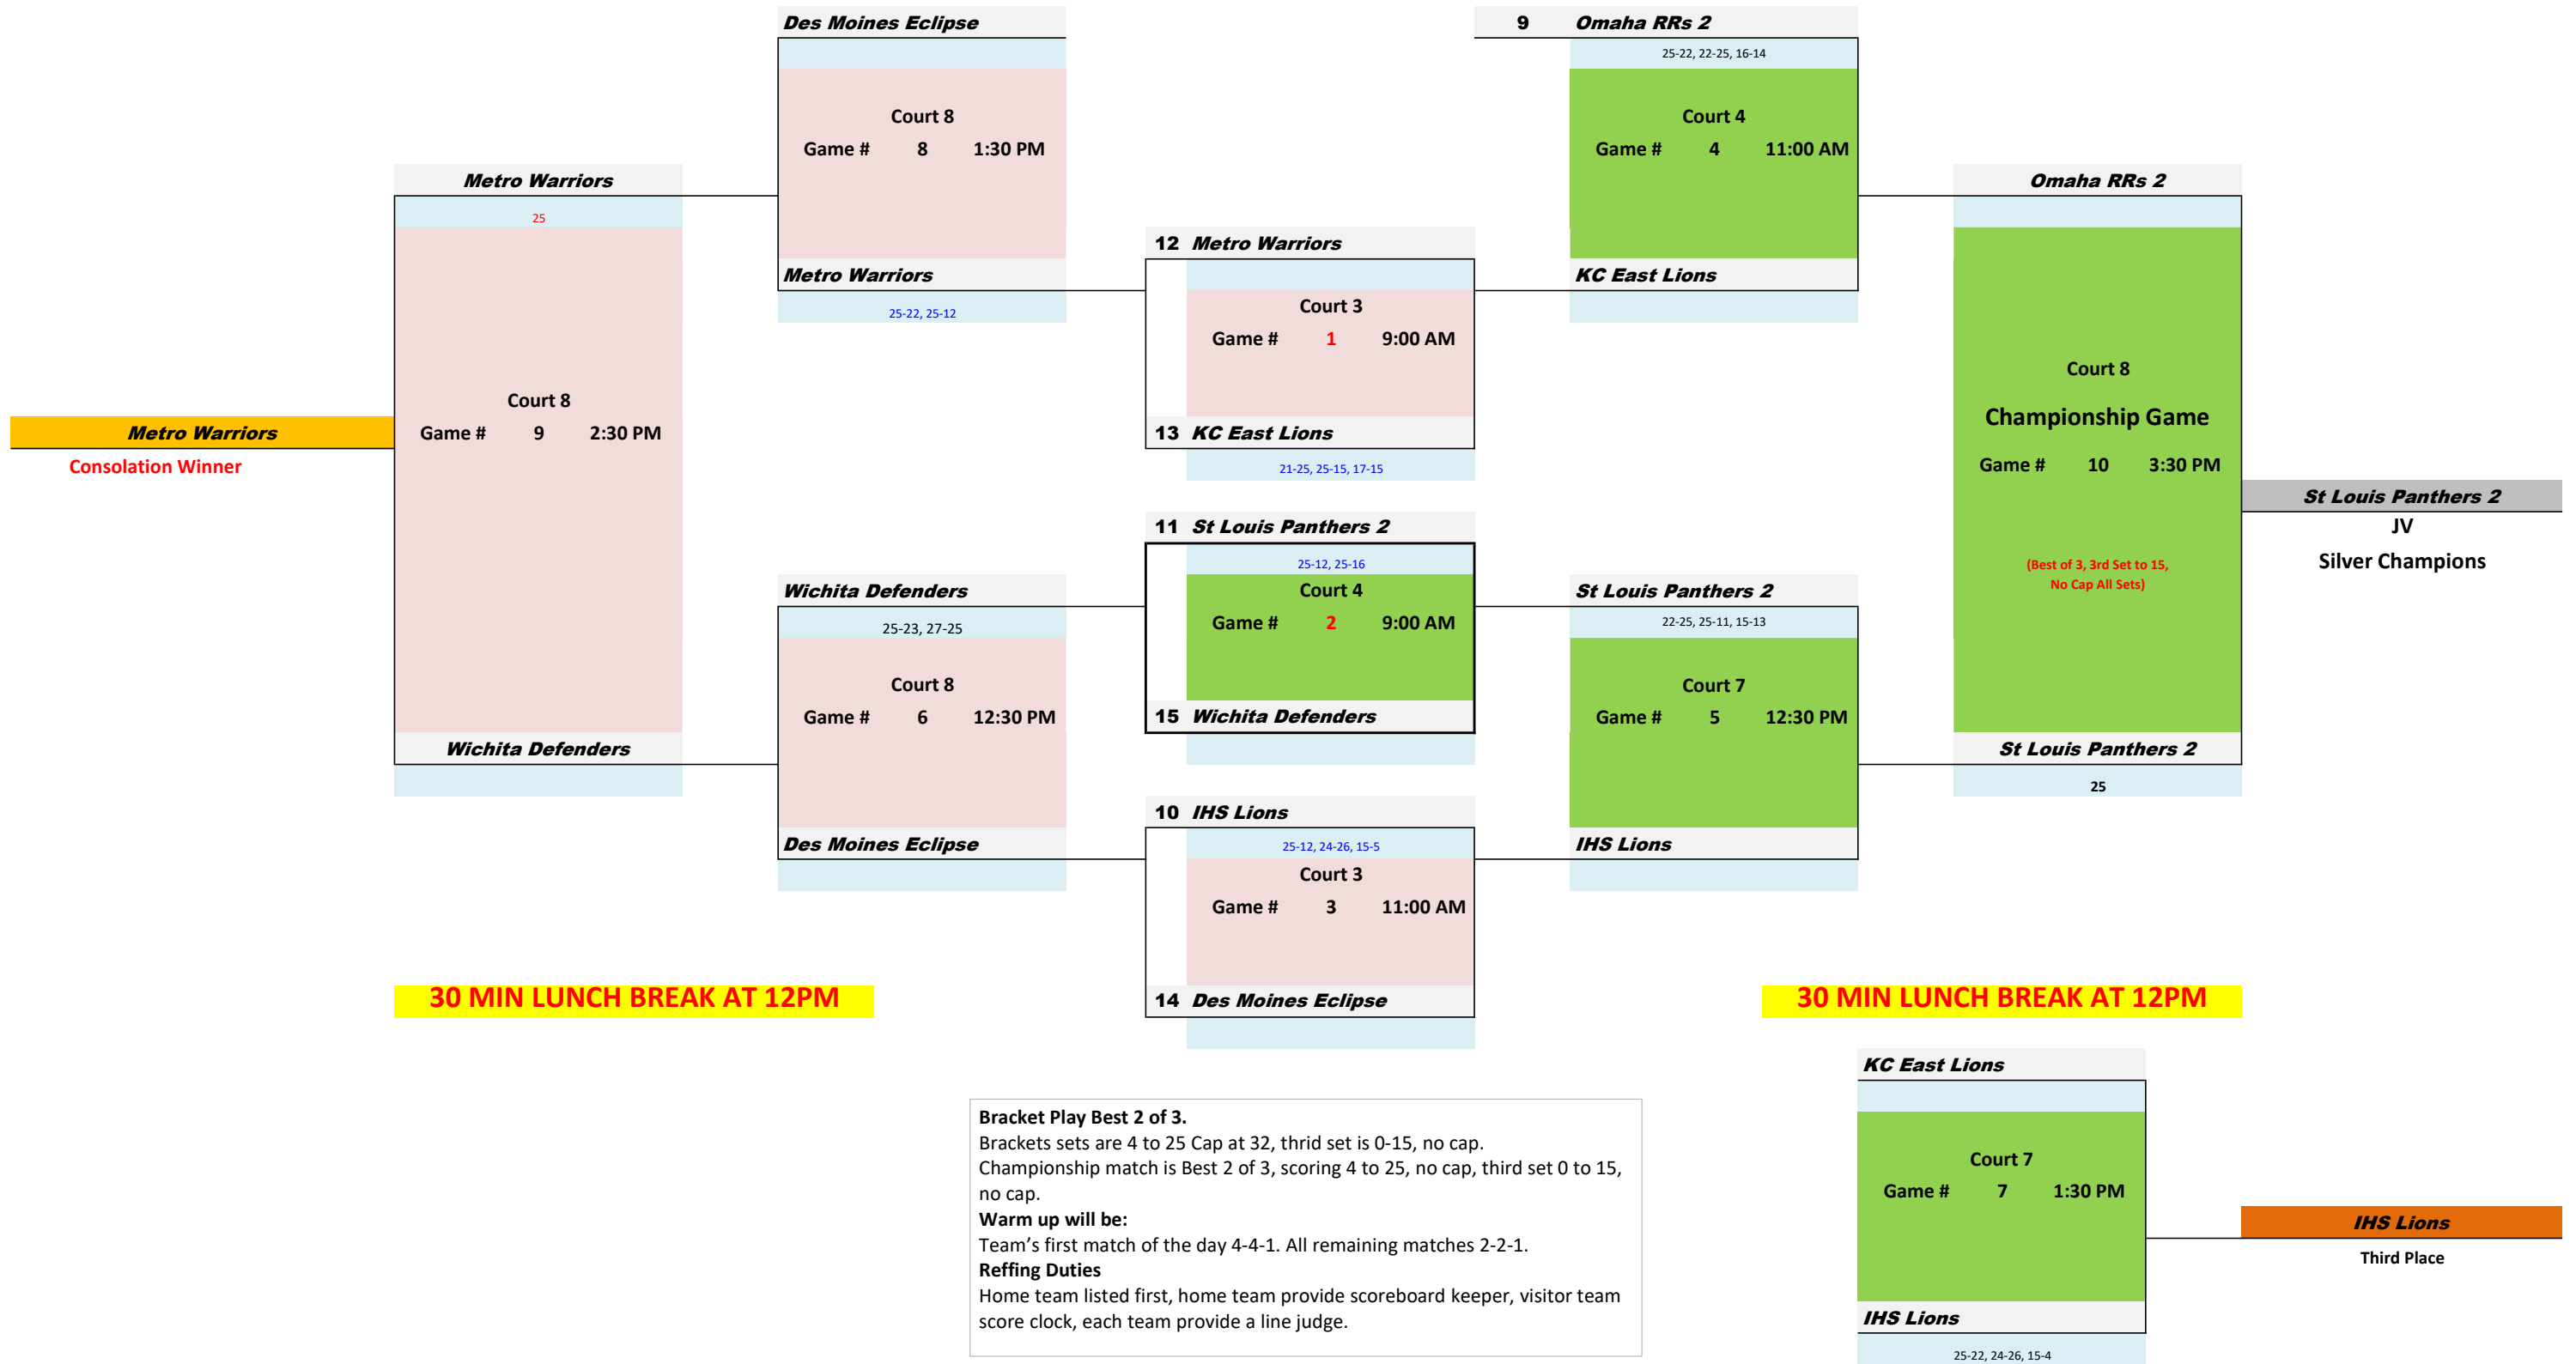 Des Moines Eclipse
9 Omaha RRs 2
25-22, 22-25, 16-14
Court 8
Game # 8 1:30 PM
Court 4
Game # 4 11:00 AM
Metro Warriors
25
Omaha RRs 2
12 Metro Warriors
Metro Warriors
25-22, 25-12
KC East Lions
Court 3
Game # 1 9:00 AM
13 KC East Lions
21-25, 25-15, 17-15
Court 8
Game # 9 2:30 PM
Metro Warriors
Consolation Winner
Court 8
Championship Game
Game # 10 3:30 PM
(Best of 3, 3rd Set to 15,
No Cap All Sets)
St Louis Panthers 2
JV
Silver Champions
11 St Louis Panthers 2
25-12, 25-16
Court 4
Game # 2 9:00 AM
15 Wichita Defenders
Wichita Defenders
25-23, 27-25
Court 8
Game # 6 12:30 PM
St Louis Panthers 2
22-25, 25-11, 15-13
Court 7
Game # 5 12:30 PM
Wichita Defenders
St Louis Panthers 2
25
10 IHS Lions
25-12, 24-26, 15-5
Des Moines Eclipse
IHS Lions
Court 3
Game # 3 11:00 AM
14 Des Moines Eclipse
30 MIN LUNCH BREAK AT 12PM
30 MIN LUNCH BREAK AT 12PM
Bracket Play Best 2 of 3.
Brackets sets are 4 to 25 Cap at 32, thrid set is 0-15, no cap.
Championship match is Best 2 of 3, scoring 4 to 25, no cap, third set 0 to 15,
no cap.
Warm up will be:
Team’s first match of the day 4-4-1. All remaining matches 2-2-1.
Reffing Duties
Home team listed first, home team provide scoreboard keeper, visitor team
score clock, each team provide a line judge.
KC East Lions
Court 7
Game # 7 1:30 PM
IHS Lions
Third Place
IHS Lions
25-22, 24-26, 15-4